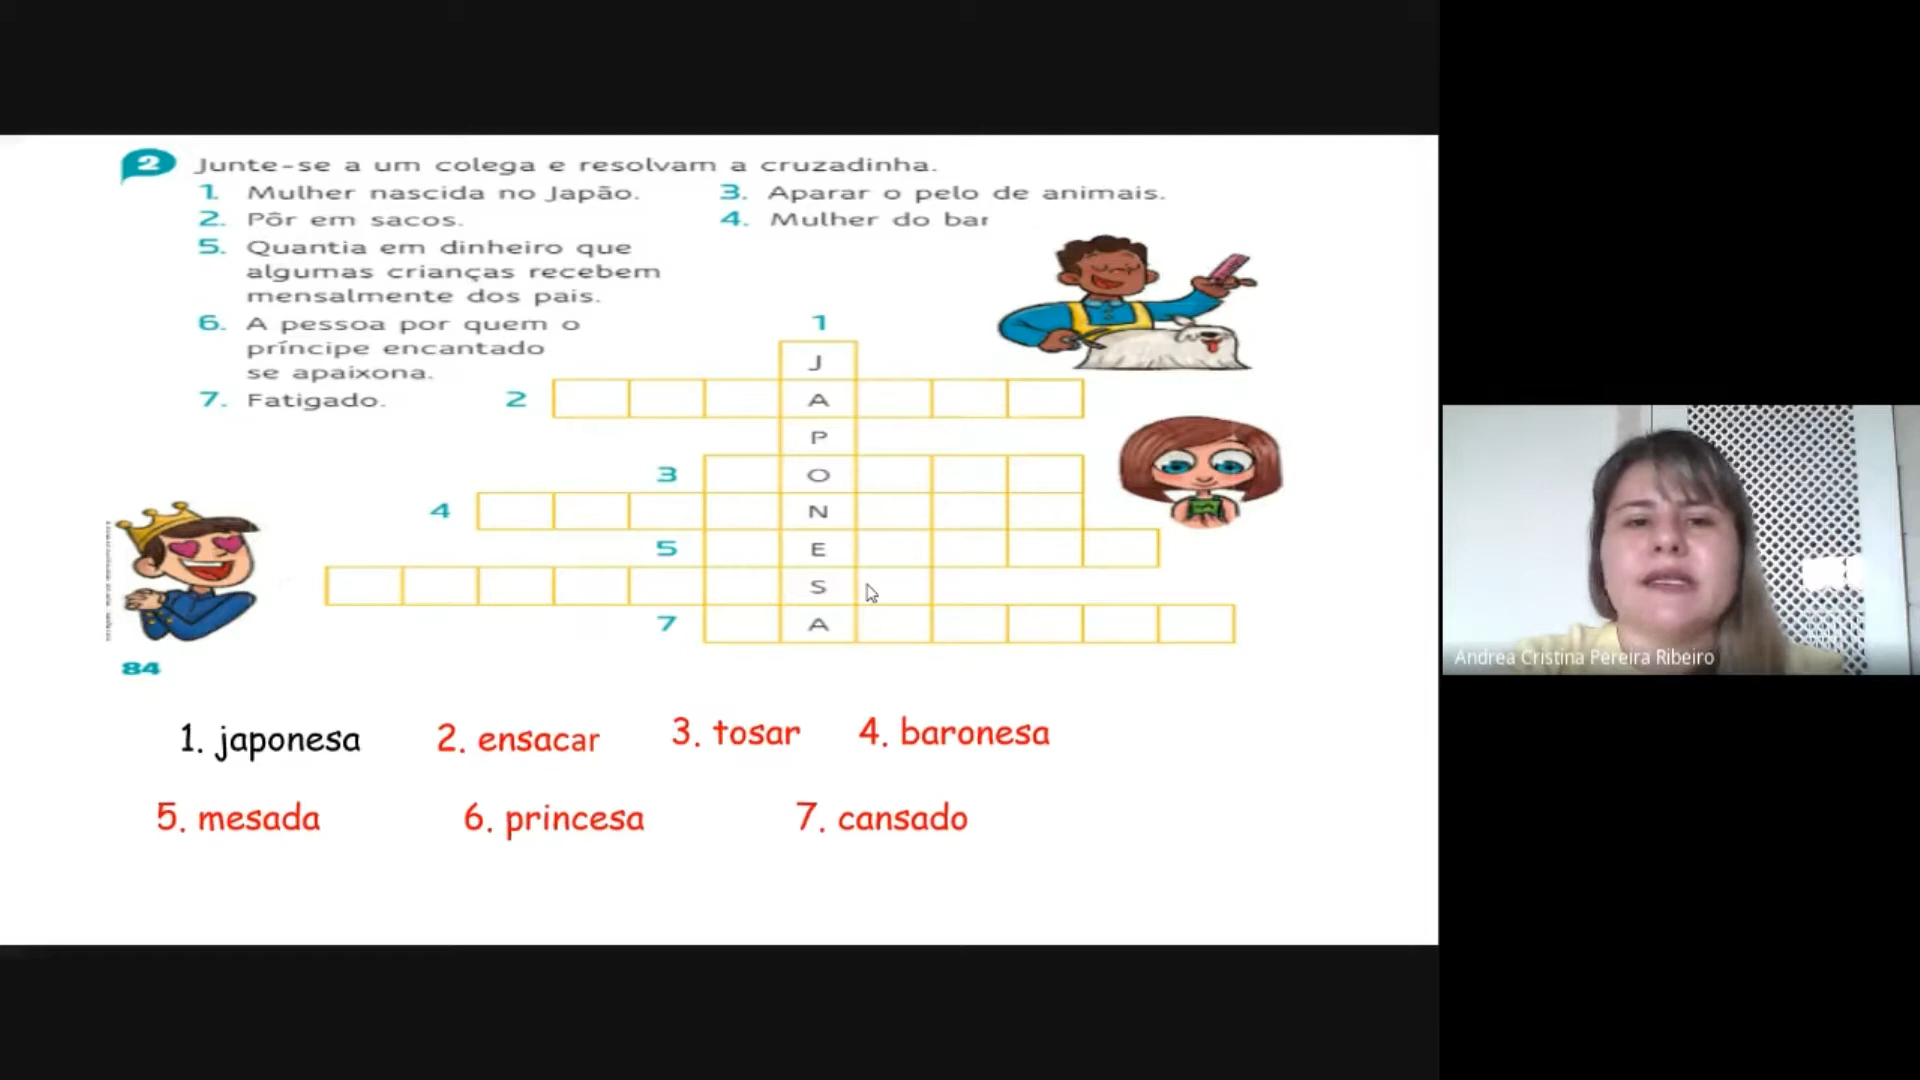 2 Junte-se a um colega e resolvam a cruzadinha.
1. Mulher nascida no Japão.
2. Pôr em sacos.
3. Aparar o pelo de animais.
4. Mulher do bar
5. Quantia em dinheiro que
algumas crianças recebem
mensalmente dos pais.
6. A pessoa por quem o
príncipe encantado
se apaixona.
7. Fatigado.
1
J
2 A
P
3 O
4 N
5 E
S
7 A
84
1. japonesa 2. ensacar 3. tosar 4. baronesa
5. mesada 6. princesa 7. cansado
Andrea Cristina Pereira Ribeiro